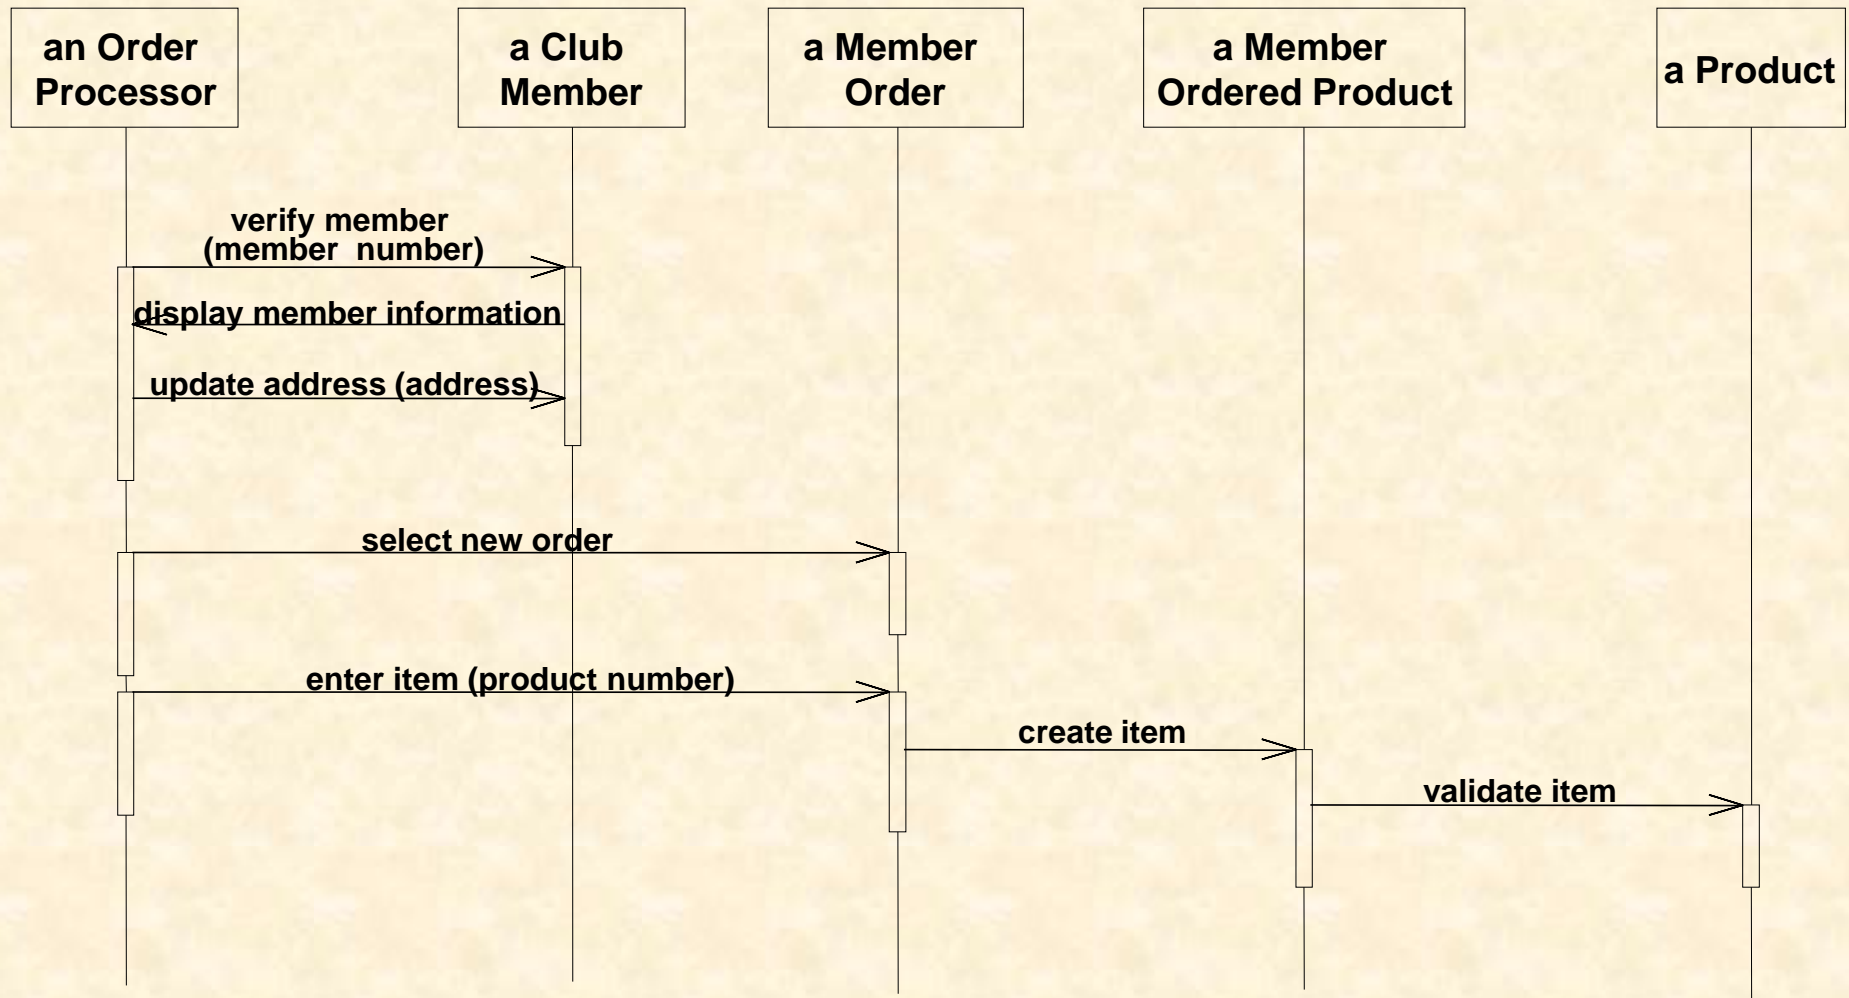 an Order
Processor
a Club
Member
a Member
Order
a Member
Ordered Product
a Product
verify member
(member number)
display member information
update address (address)
select new order
enter item (product number)
create item
validate item